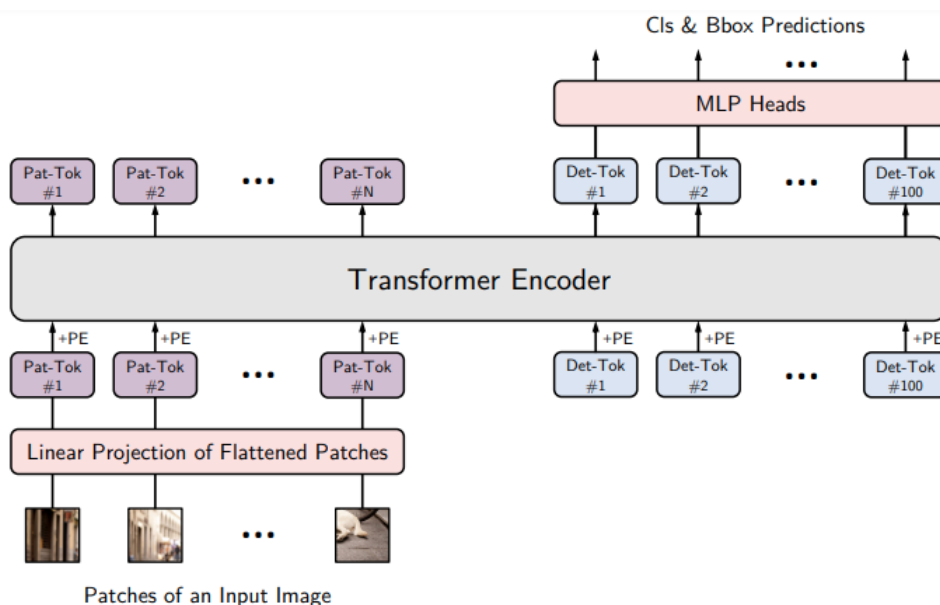 Cls & Bbox Predictions
•••
MLP Heads
Pat-Tok #1
Pat-Tok #2
•••
Pat-Tok #N
Det-Tok #1
Det-Tok #2
•••
Det-Tok #100
Transformer Encoder
+PE
+PE
+PE
+PE
+PE
+PE
Pat-Tok #1
Pat-Tok #2
•••
Pat-Tok #N
Det-Tok #1
Det-Tok #2
•••
Det-Tok #100
Linear Projection of Flattened Patches
•••
Patches of an Input Image